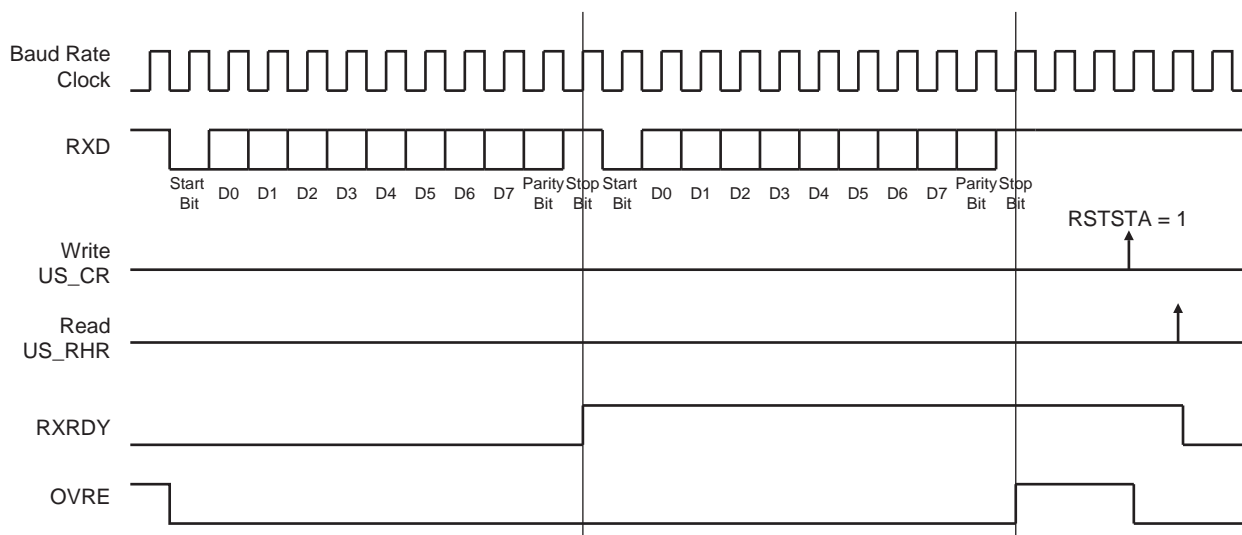 Baud Rate
Clock
RXD
Start
Bit
D0
D1
D2
D3
D4
D5
D6
D7
Parity
Bit
Stop
Bit
Start
Bit
D0
D1
D2
D3
D4
D5
D6
D7
Parity
Bit
Stop
Bit
RSTSTA = 1
Write
US_CR
Read
US_RHR
RXRDY
OVRE